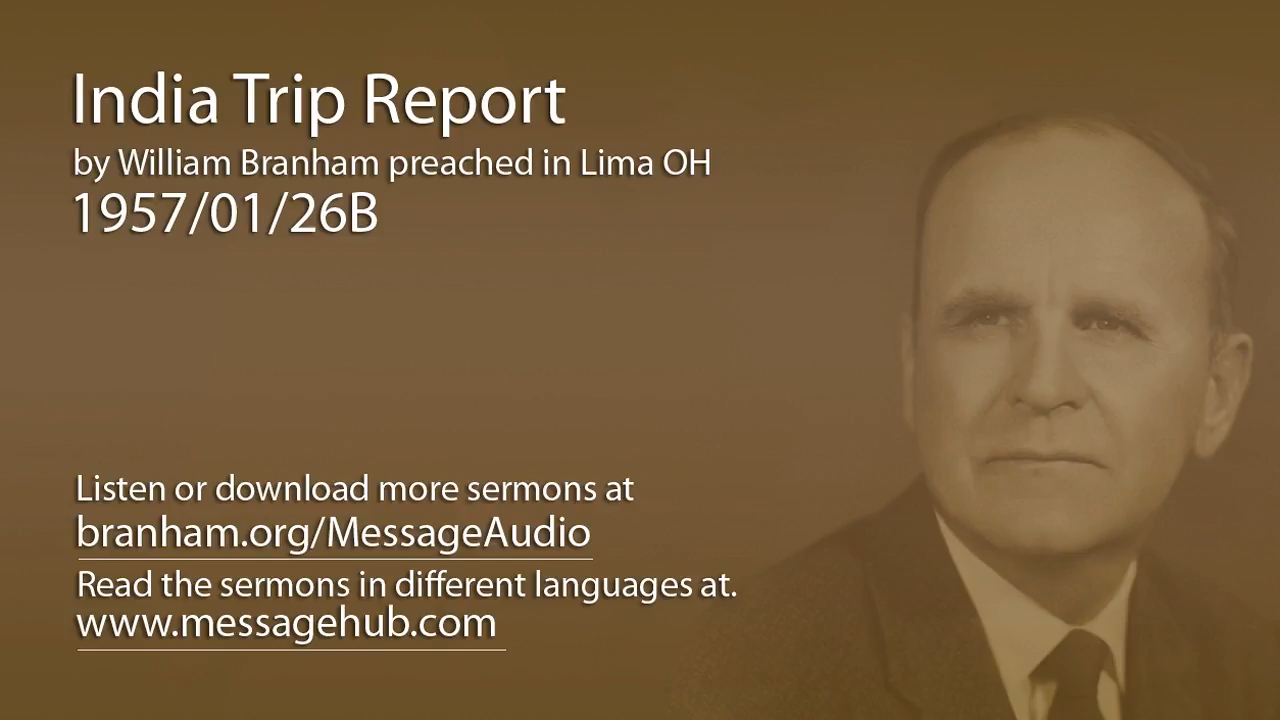 India Trip Report
by William Branham preached in Lima OH
1957/01/26B
Listen or download more sermons at
branham.org/MessageAudio
Read the sermons in different languages at.
www.messagehub.com